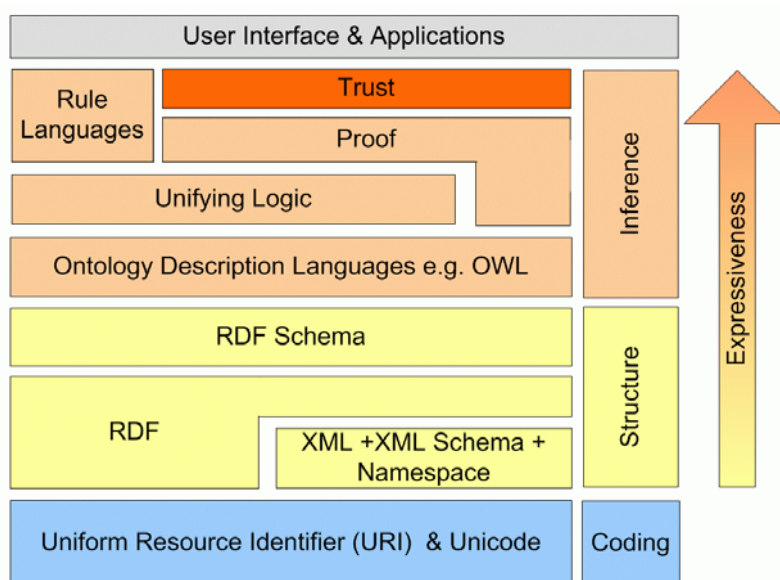 User Interface & Applications
Rule
Languages
Trust
Proof
Unifying Logic
Ontology Description Languages e.g. OWL
Inference
RDF Schema
RDF
XML +XML Schema +
Namespace
Structure
Uniform Resource Identifier (URI) & Unicode
Coding
Expressiveness